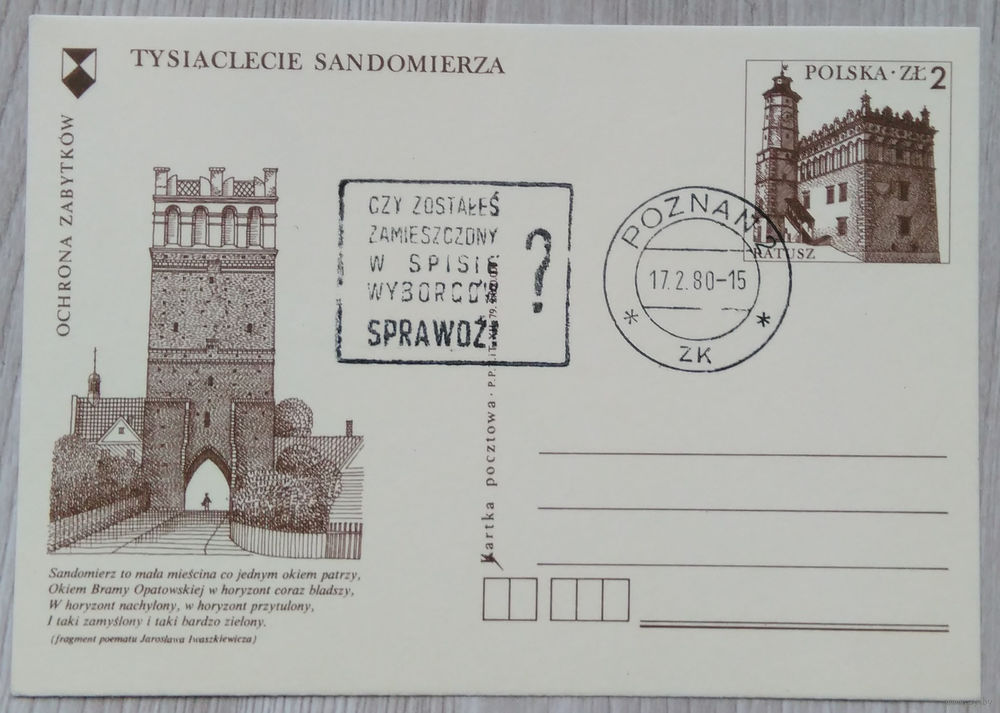 TYSIĄCLECIE SANDOMIERZA
OCHRONA ZABYTKÓW
POLSKA · ZŁ 2
RATUSZ
CZY ZOSTAŁEŚ
ZAMIESZCZONY
W SPISIE
WYBORCÓW
SPRAWDŹ!
?
POZNAŃ 2
17.2.80-15
* *
ZK
Kartka pocztowa · P.P.
Sandomierz to mała mieścina co jednym okiem patrzy,
Okiem Bramy Opatowskiej w horyzont coraz bladszy,
W horyzont nachylony, w horyzont przytulony,
I taki zamyślony i taki bardzo zielony.
(fragment poematu Jarosława Iwaszkiewicza)